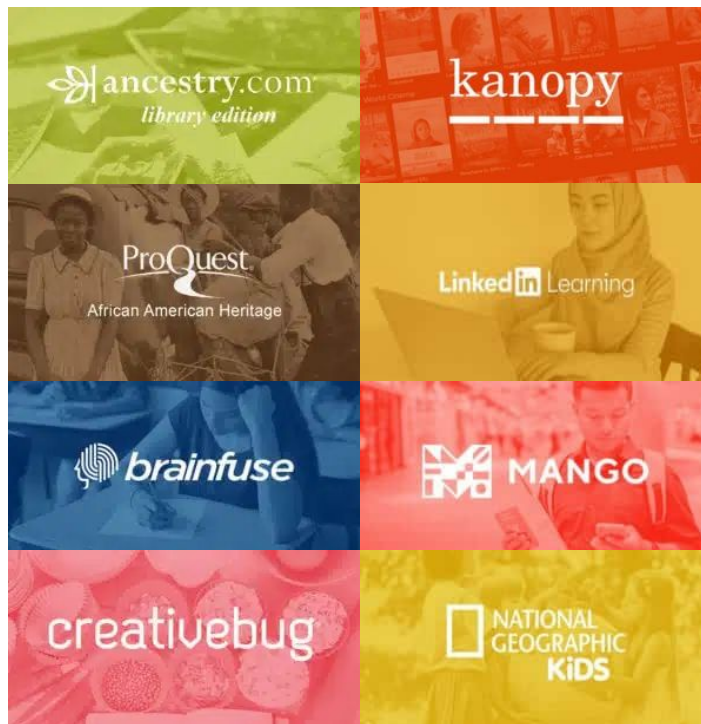 ancestry.com
library edition
kanopy
ProQuest
African American Heritage
Linked in Learning
brainfuse
MANGO
creativebug
NATIONAL
GEOGRAPHIC
KiDS